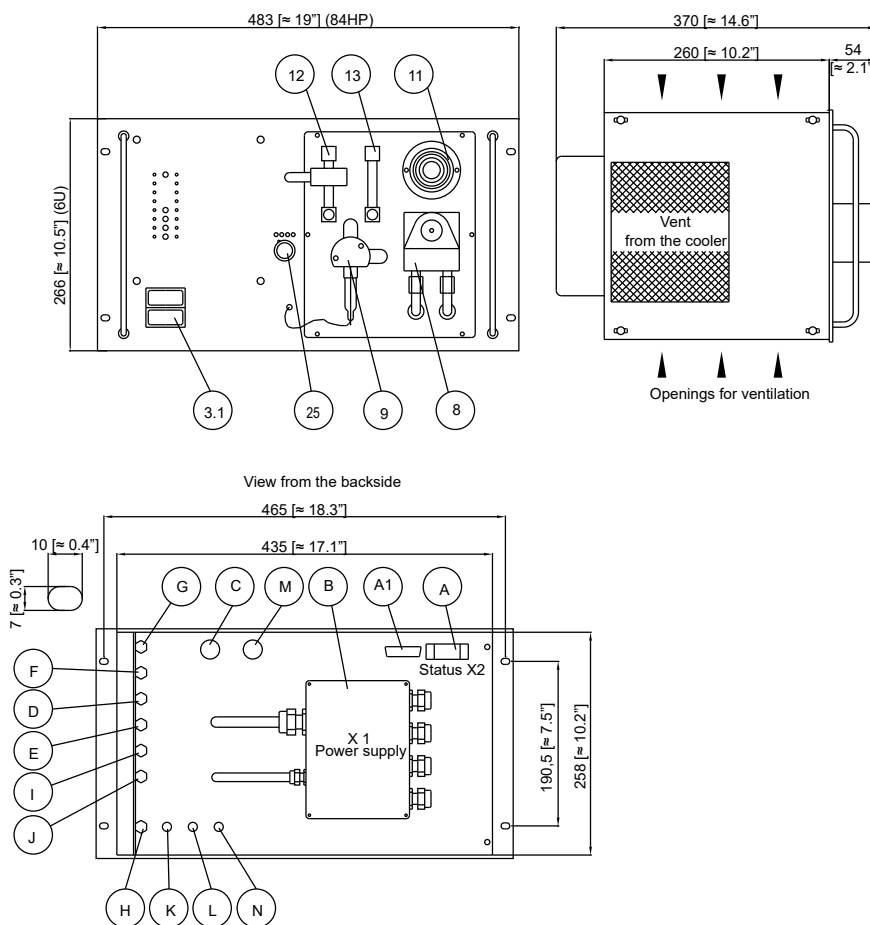 483 [≈ 19”] (84HP)
370 [≈ 14.6”]
260 [≈ 10.2”]
54
[≈ 2.1”]
12
13
11
266 [≈ 10.5”] (6U)
Vent
from the cooler
3.1
25
9
8
Openings for ventilation
View from the backside
465 [≈ 18.3”]
10 [≈ 0.4”]
435 [≈ 17.1”]
7 [≈ 0.3”]
G
C
M
B
A1
A
Status X2
F
D
E
I
J
X 1
Power supply
190,5 [≈ 7.5”]
258 [≈ 10.2”]
H
K
L
N